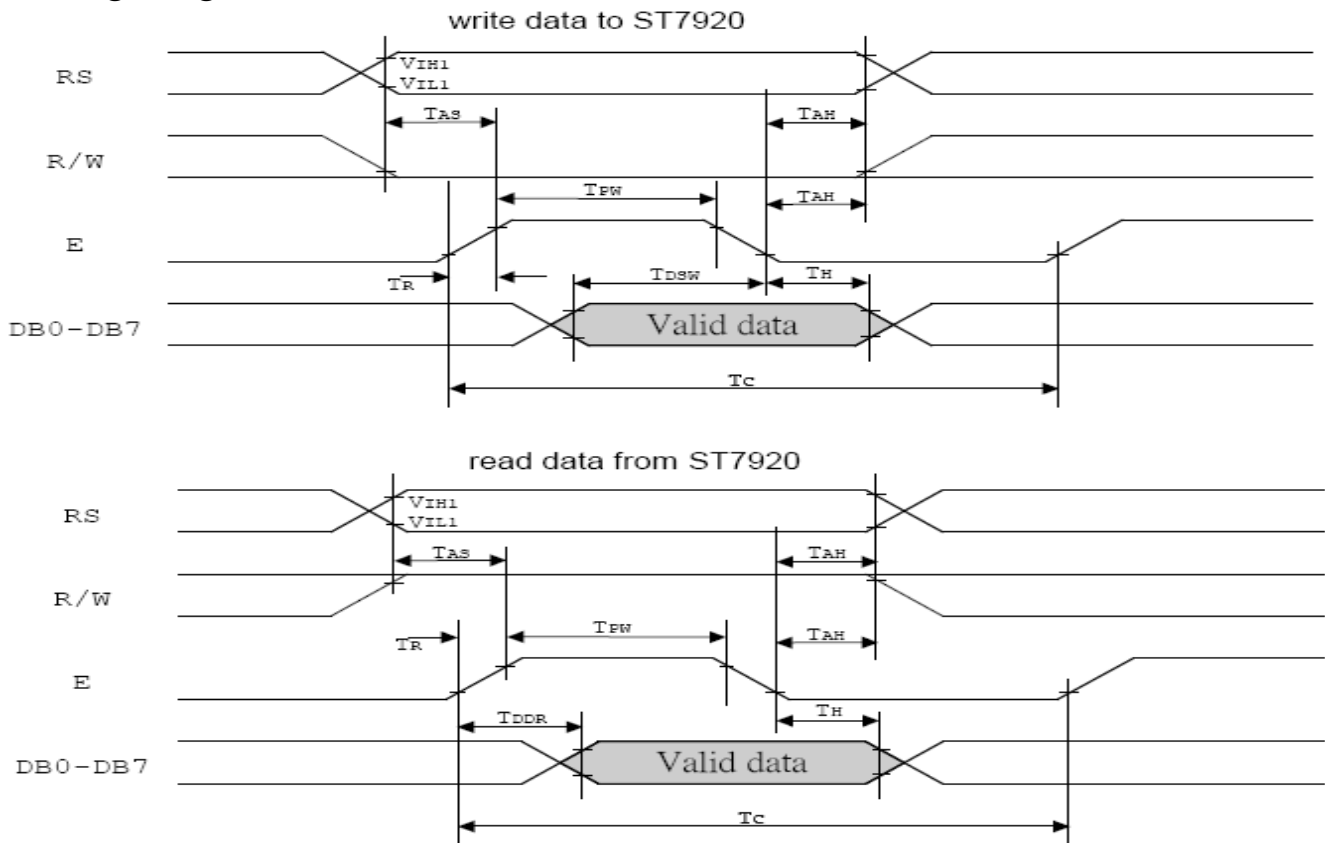 write data to ST7920
RS
VIH1
VIL1
TAS
TAH
R/W
TPW
TAH
E
TR
TDSW
TH
DB0-DB7
Valid data
TC
read data from ST7920
RS
VIH1
VIL1
TAS
TAH
R/W
TR
TPW
TAH
E
TDDR
TH
DB0-DB7
Valid data
TC